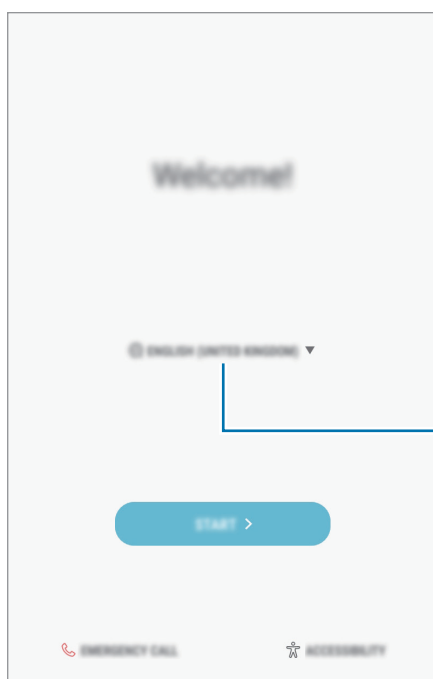 Welcome!
ENGLISH (UNITED KINGDOM)
START
EMERGENCY CALL
ACCESSIBILITY